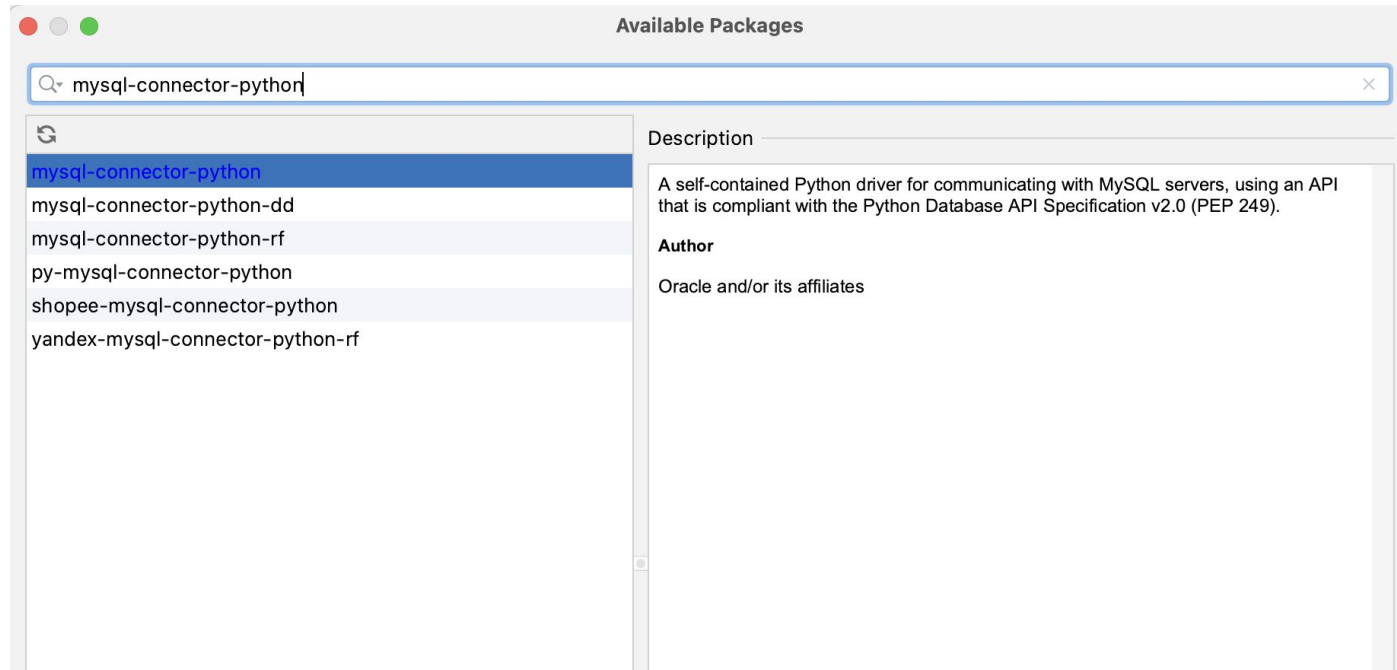 Available Packages
mysql-connector-python
Description
mysql-connector-python
mysql-connector-python-dd
mysql-connector-python-rf
py-mysql-connector-python
shopee-mysql-connector-python
yandex-mysql-connector-python-rf
A self-contained Python driver for communicating with MySQL servers, using an API
that is compliant with the Python Database API Specification v2.0 (PEP 249).
Author
Oracle and/or its affiliates